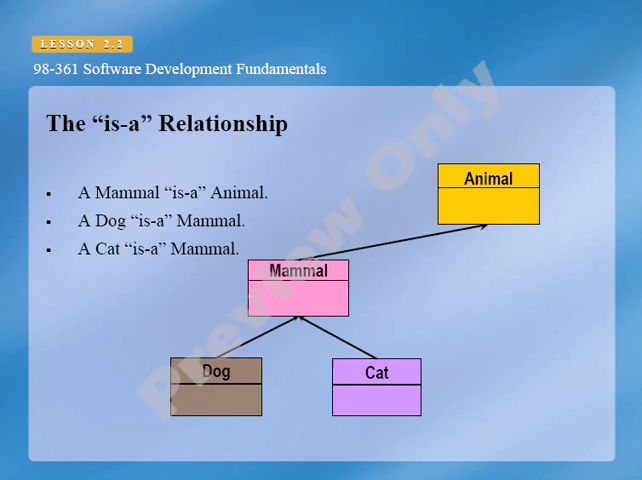 LESSON 2.2
98-361 Software Development Fundamentals
The “is-a” Relationship
▪ A Mammal “is-a” Animal.
▪ A Dog “is-a” Mammal.
▪ A Cat “is-a” Mammal.
Animal
Mammal
Dog
Cat
Preview Only